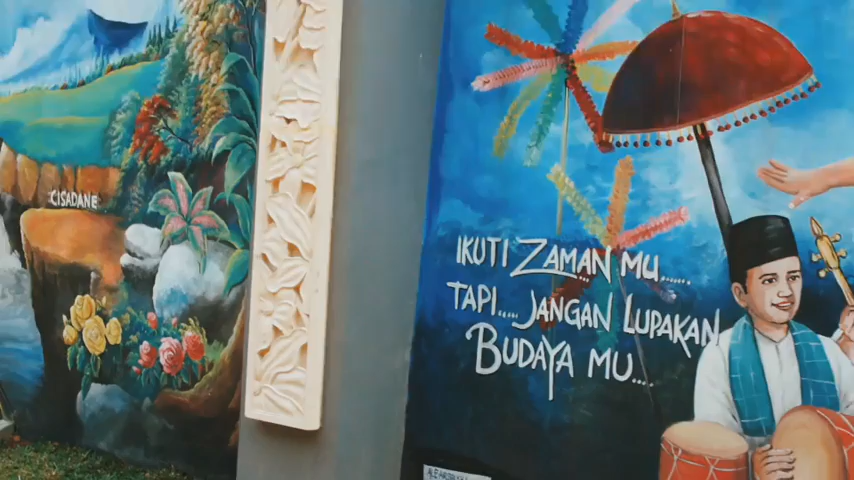 CISADANE
IKUTI ZAMAN MU......
TAPI.... JANGAN LUPAKAN
BUDAYA MU....